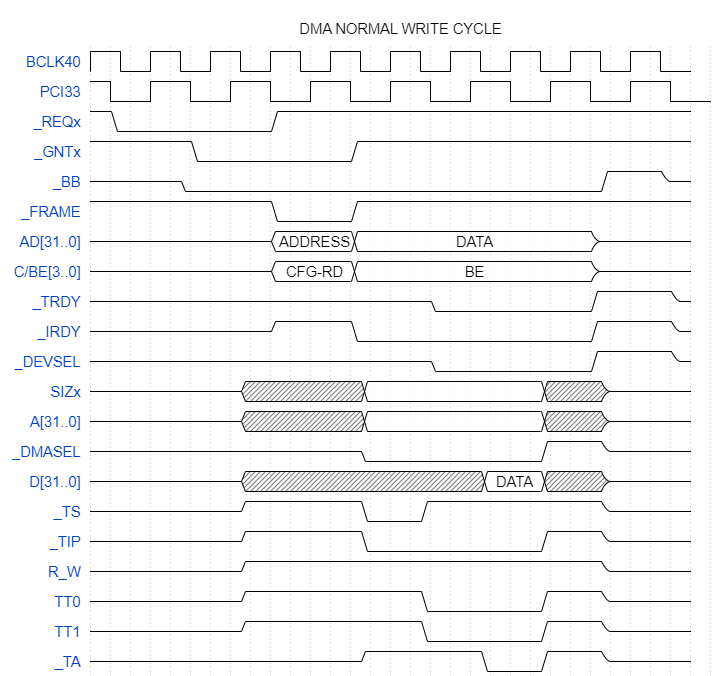 DMA NORMAL WRITE CYCLE
BCLK40
PCI33
_REQx
_GNTx
_BB
_FRAME
AD[31..0] ADDRESS DATA
C/BE[3..0] CFG-RD BE
_TRDY
_IRDY
_DEVSEL
SIZx
A[31..0]
_DMASEL
D[31..0] DATA
_TS
_TIP
R_W
TT0
TT1
_TA